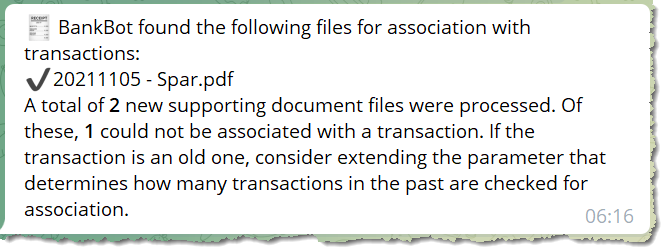 🧾 BankBot found the following files for association with
transactions:
✔20211105 - Spar.pdf
A total of 2 new supporting document files were processed. Of
these, 1 could not be associated with a transaction. If the
transaction is an old one, consider extending the parameter that
determines how many transactions in the past are checked for
association.
06:16